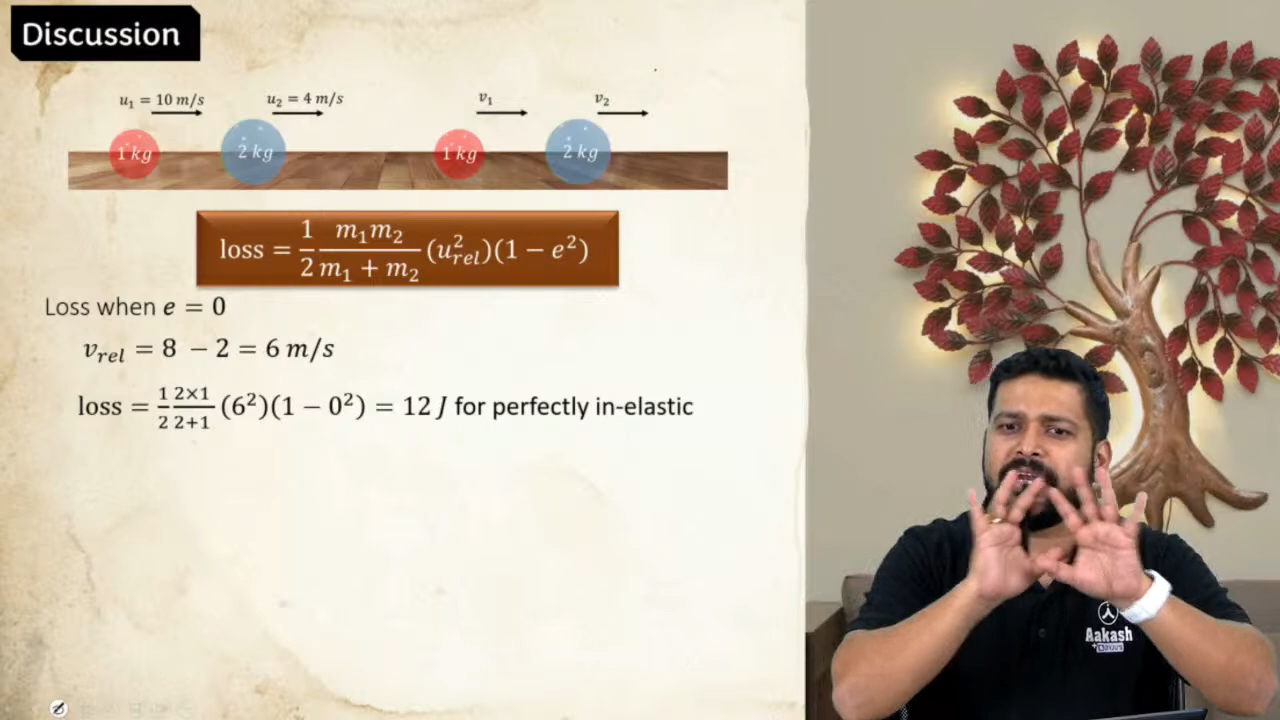 Discussion
u₁ = 10 m/s
u₂ = 4 m/s
v₁
v₂
1 kg
2 kg
1 kg
2 kg
loss = 1/2 m₁m₂/(m₁ + m₂) (u²ᵣₑₗ)(1 − e²)
Loss when e = 0
vᵣₑₗ = 8 − 2 = 6 m/s
loss = 1/2 2×1/2+1 (6²)(1 − 0²) = 12 J for perfectly in-elastic
Aakash
BYJU'S